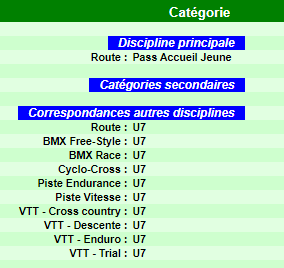 Catégorie
Discipline principale
Route : Pass Accueil Jeune
Catégories secondaires
Correspondances autres disciplines
Route : U7
BMX Free-Style : U7
BMX Race : U7
Cyclo-Cross : U7
Piste Endurance : U7
Piste Vitesse : U7
VTT - Cross country : U7
VTT - Descente : U7
VTT - Enduro : U7
VTT - Trial : U7